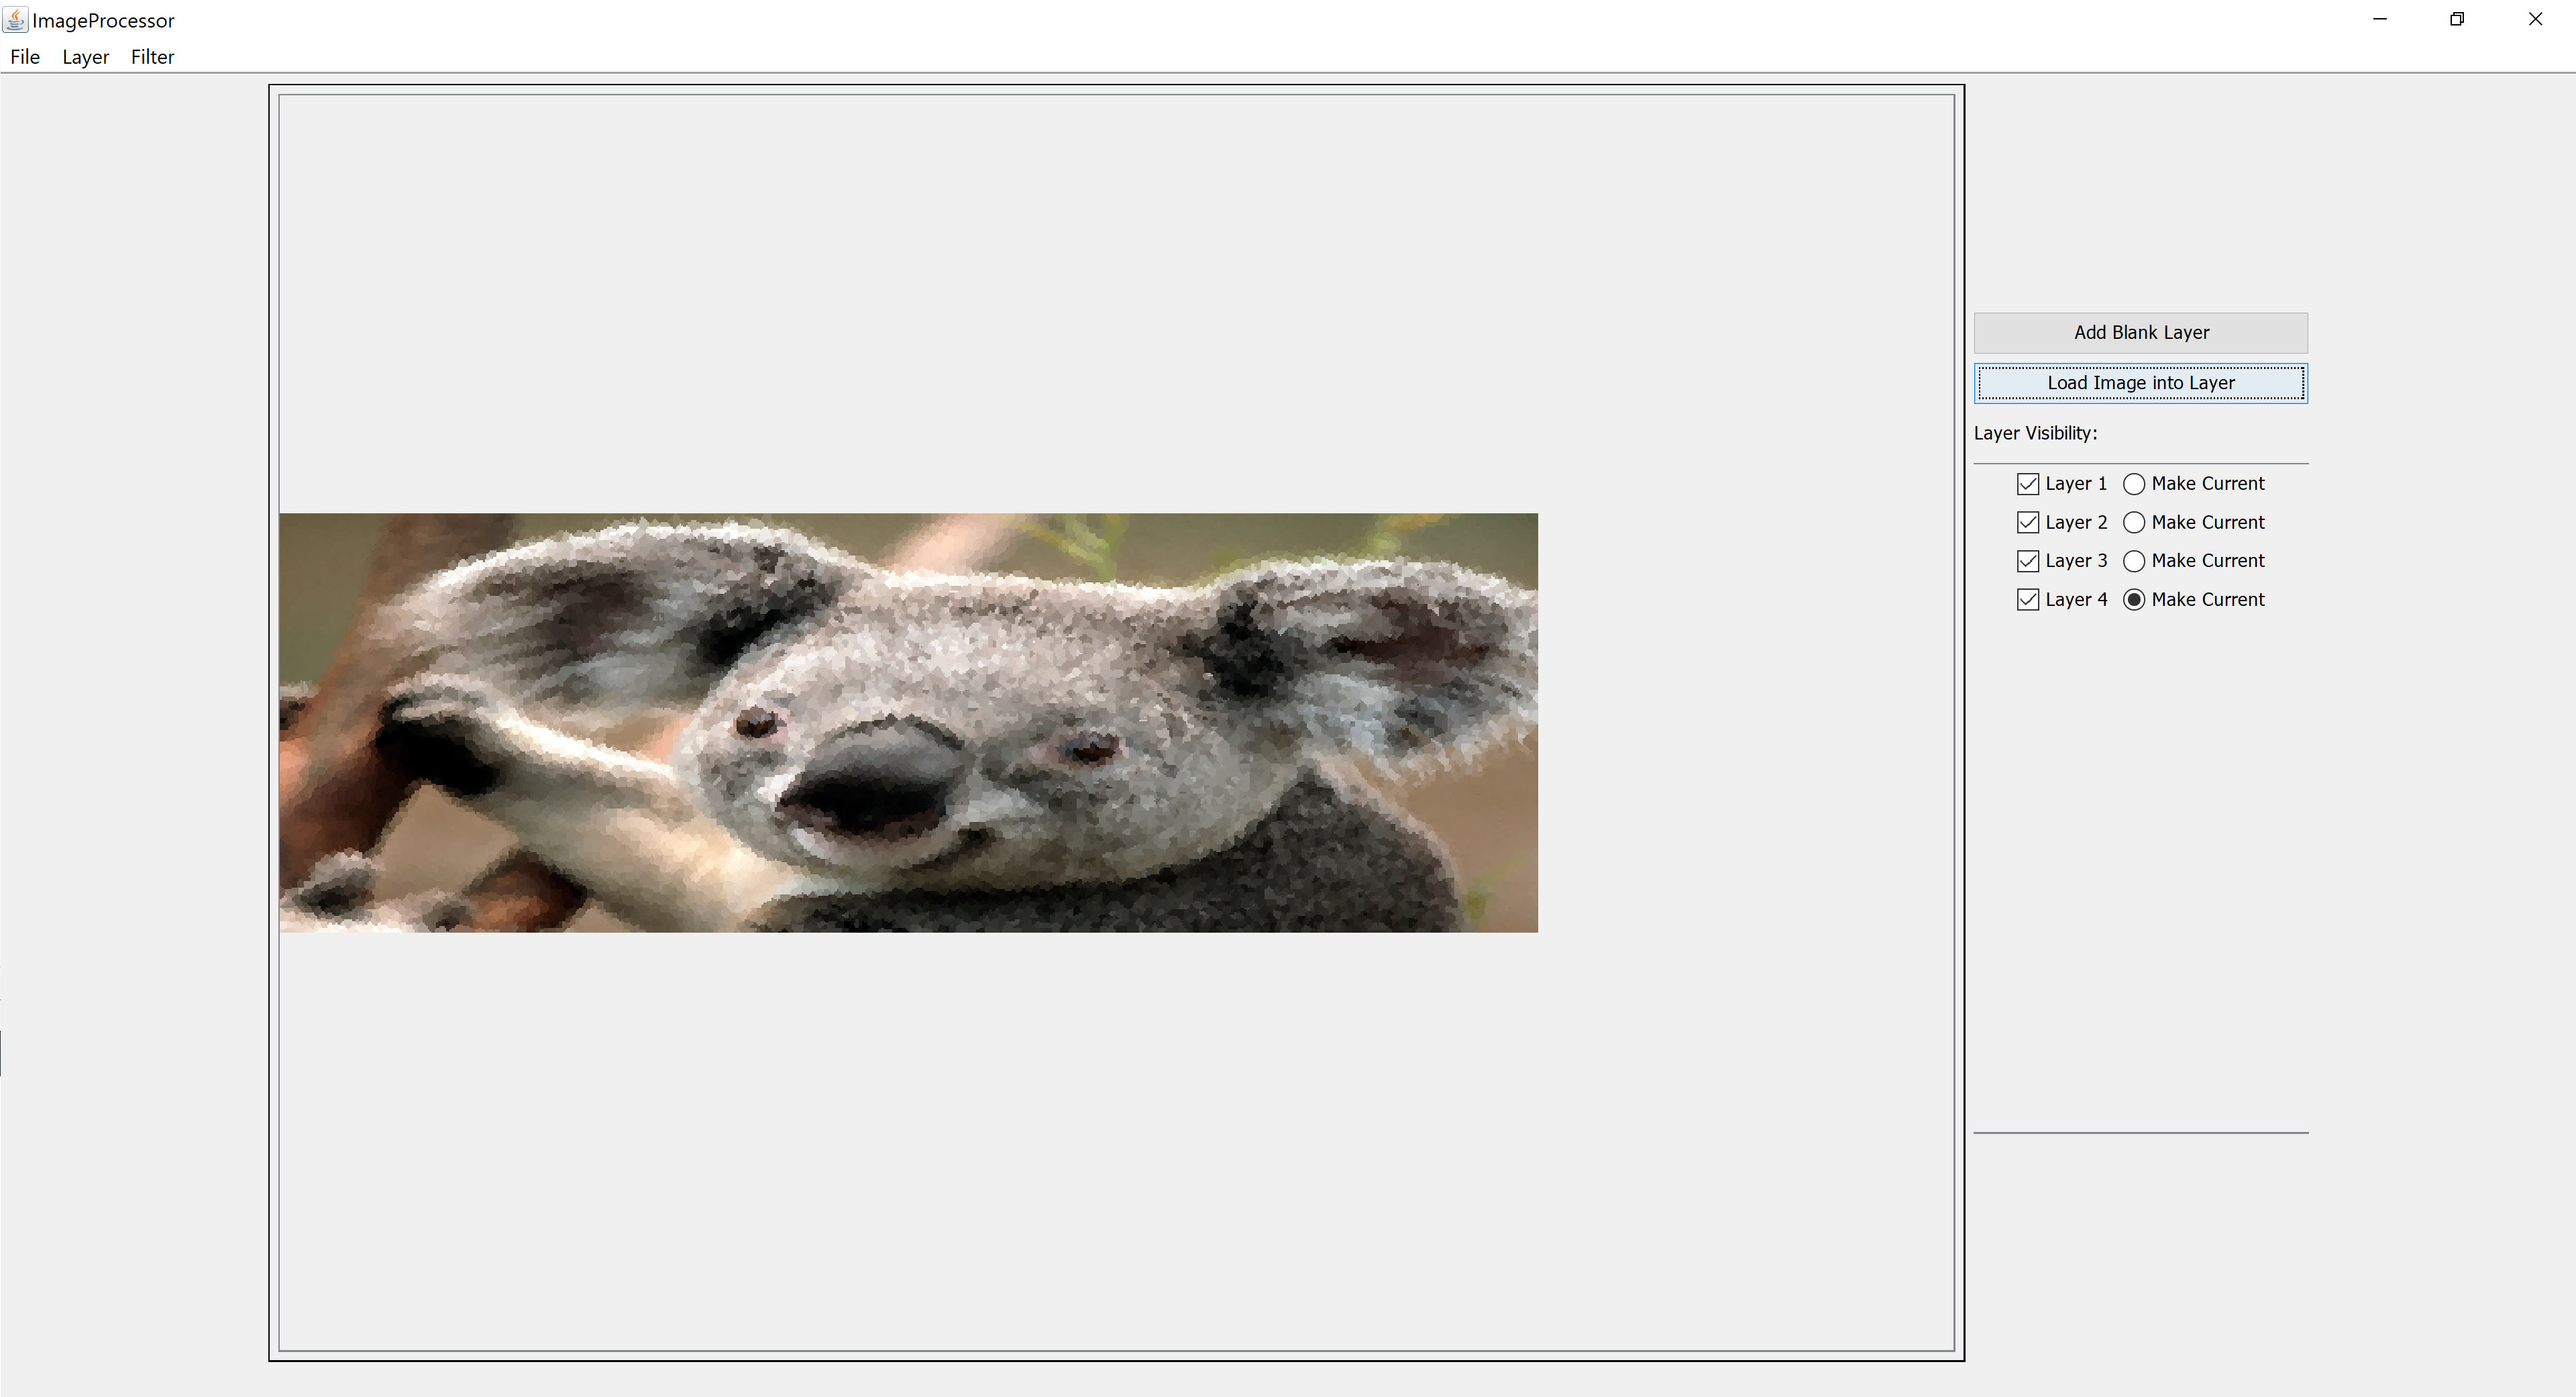 ImageProcessor
File Layer Filter
Add Blank Layer
Load Image into Layer
Layer Visibility:
Layer 1 Make Current
Layer 2 Make Current
Layer 3 Make Current
Layer 4 Make Current